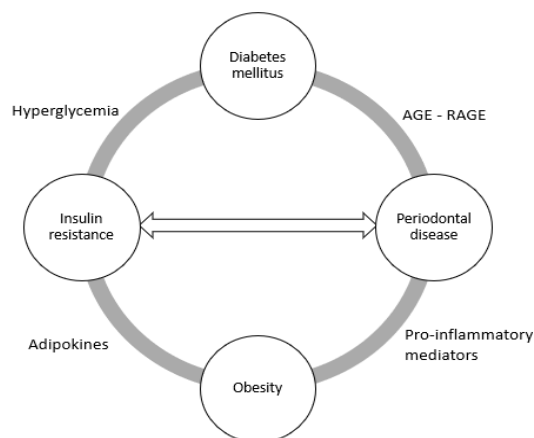 Diabetes
mellitus
Hyperglycemia
AGE - RAGE
Insulin
resistance
Periodontal
disease
Adipokines
Pro-inflammatory
mediators
Obesity